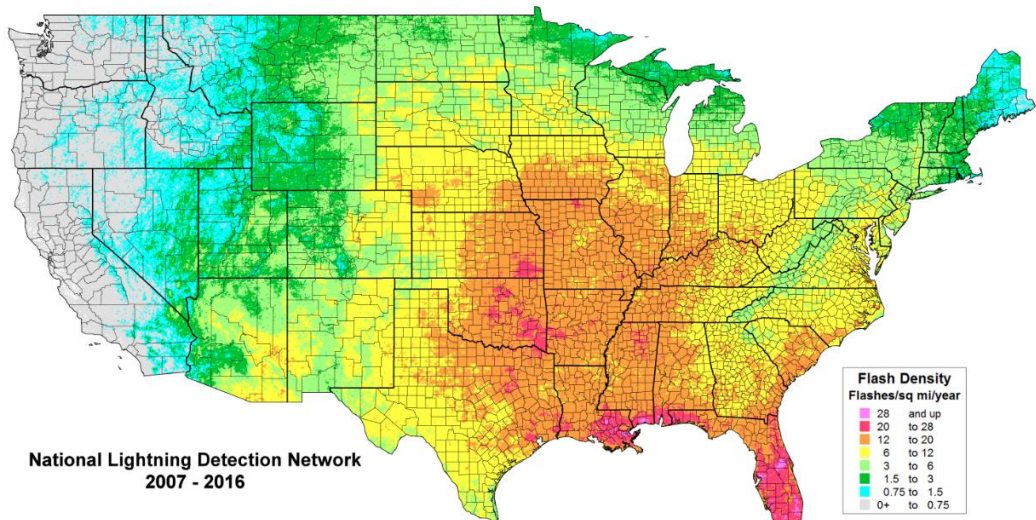 National Lightning Detection Network
2007 - 2016
Flash Density
Flashes/sq mi/year
28 and up
20 to 28
12 to 20
6 to 12
3 to 6
1.5 to 3
0.75 to 1.5
0+ to 0.75